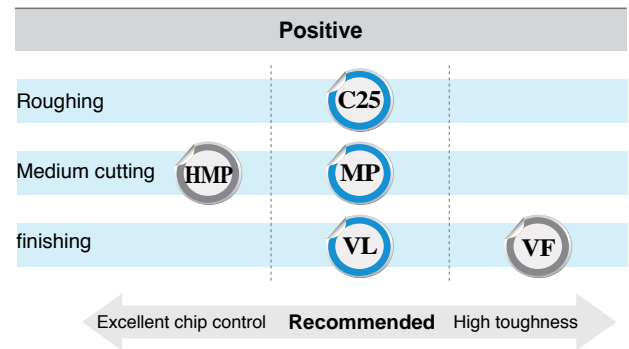 Positive
Roughing C25
Medium cutting HMP MP
finishing VL VF
Excellent chip control Recommended High toughness